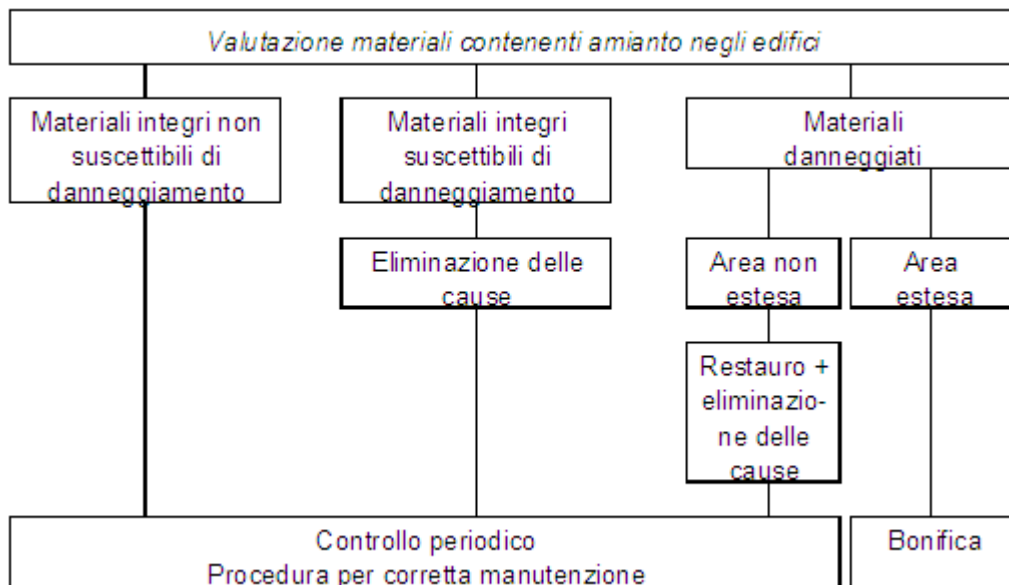 Valutazione materiali contenenti amianto negli edifici
Materiali integri non
suscettibili di
danneggiamento
Materiali integri
suscettibili di
danneggiamento
Materiali
danneggiati
Eliminazione delle
cause
Area non
estesa
Area
estesa
Restauro +
eliminazio-
ne delle
cause
Controllo periodico
Procedura per corretta manutenzione
Bonifica